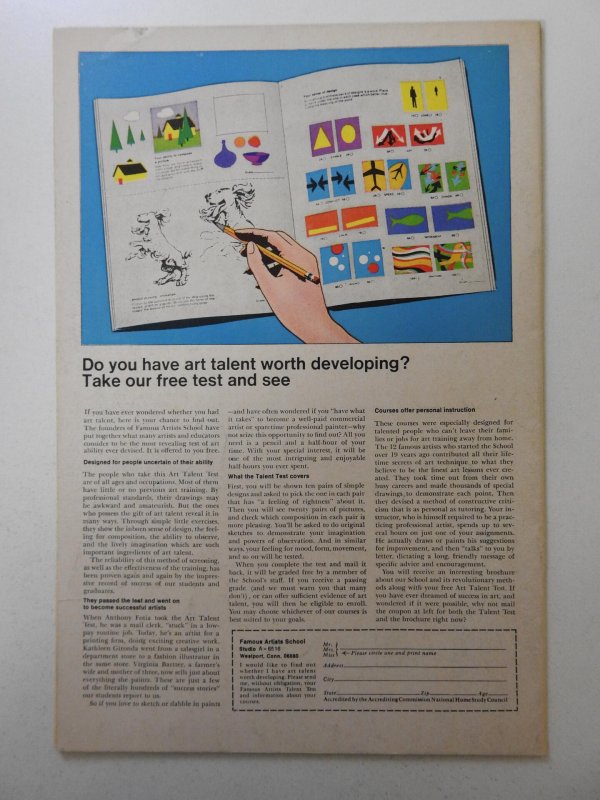 Your sense of design
Do you have art talent worth developing?
Take our free test and see
If you have ever wondered whether you had
art talent, here is your chance to find out.
The founders of Famous Artists School have
put together what many artists and educators
consider to be the most revealing test of art
ability ever devised. It is offered to you free.
Designed for people uncertain of their ability
The people who take this Art Talent Test
are of all ages and occupations. Most of them
have little or no previous art training. By
professional standards, their drawings may
be awkward and amateurish. But the ones
who possess the gift of art talent reveal it in
many ways. Through simple little exercises,
they show the inborn sense of design, the feel-
ing for composition, the ability to observe,
and the lively imagination which are such
important ingredients of art talent.
The reliability of this method of screening,
as well as the effectiveness of the training, has
been proven again and again by the impres-
sive record of success of our students and
graduates.
They passed the test and went on
to become successful artists
When Anthony Fotia took the Art Talent
Test, he was a mail clerk, "stuck" in a low-
pay routine job. Today, he's an artist for a
printing firm, doing exciting creative work.
Kathleen Gironda went from a salesgirl in a
department store to a fashion illustrator in
the same store. Virginia Bartter, a farmer's
wife and mother of three, now sells just about
everything she paints. These are just a few
of the literally hundreds of "success stories"
our students report to us.
So if you love to sketch or dabble in paints
—and have often wondered if you "have what
it takes" to become a well-paid commercial
artist or sparetime professional painter—why
not seize this opportunity to find out? All you
need is a pencil and a half-hour of your
time. With your special interest, it will be
one of the most intriguing and enjoyable
half-hours you ever spent.
What the Talent Test covers
First, you will be shown ten pairs of simple
designs and asked to pick the one in each pair
that has "a feeling of rightness" about it.
Then you will see twenty pairs of pictures,
and check which composition in each pair is
more pleasing. You'll be asked to do original
sketches to demonstrate your imagination
and powers of observation. And in similar
ways, your feeling for mood, form, movement,
and so on will be tested.
When you complete the test and mail it
back, it will be graded free by a member of
the School's staff. If you receive a passing
grade (and we must warn you that many
don't), or can offer sufficient evidence of art
talent, you will then be eligible to enroll.
You may choose whichever of our courses is
best suited to your goals.
Courses offer personal instruction
These courses were especially designed for
talented people who can't leave their fami-
lies or jobs for art training away from home.
The 12 famous artists who started the School
over 19 years ago contributed all their life-
time secrets of art technique to what they
believe to be the finest art lessons ever cre-
ated. They took time out from their own
busy careers and made thousands of special
drawings, to demonstrate each point. Then
they devised a method of constructive criti-
cism that is as personal as tutoring. Your in-
structor, who is himself required to be a prac-
ticing professional artist, spends up to sev-
eral hours on just one of your assignments.
He actually draws or paints his suggestions
for improvement, and then "talks" to you by
letter, dictating a long, friendly message of
specific advice and encouragement.
You will receive an interesting brochure
about our School and its revolutionary meth-
ods along with your free Art Talent Test. If
you have ever dreamed of success in art, and
wondered if it were possible, why not mail
the coupon at left for both the Talent Test
and the brochure right now?
Famous Artists School
Studio A-6516
Westport, Conn. 06880
I would like to find out
whether I have art talent
worth developing. Please send
me, without obligation, your
Famous Artists Talent Test
and information about your
courses.
Mr.
Mrs.
Miss
Please circle one and print name
Address
City
State Zip Age
Accredited by the Accrediting Commission National Home Study Council